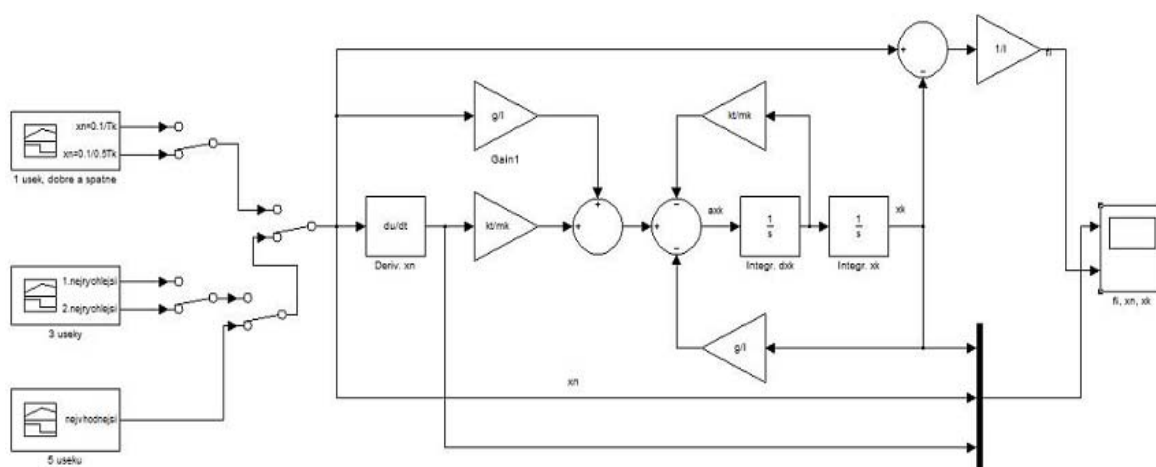 xn=0.1/Tk
xn=0.1/0.5Tk
1 usek, dobre a spatne
1.nejrychlejsi
2.nejrychlejsi
3 useky
nejvhodnejsi
5 useku
g/l
Gain1
du/dt
Deriv. xn
kt/mk
+
+
+
−
−
axk
kt/mk
1
s
Integr. dxk
1
s
Integr. xk
xk
g/l
xn
+
−
1/l
fi
fi, xn, xk